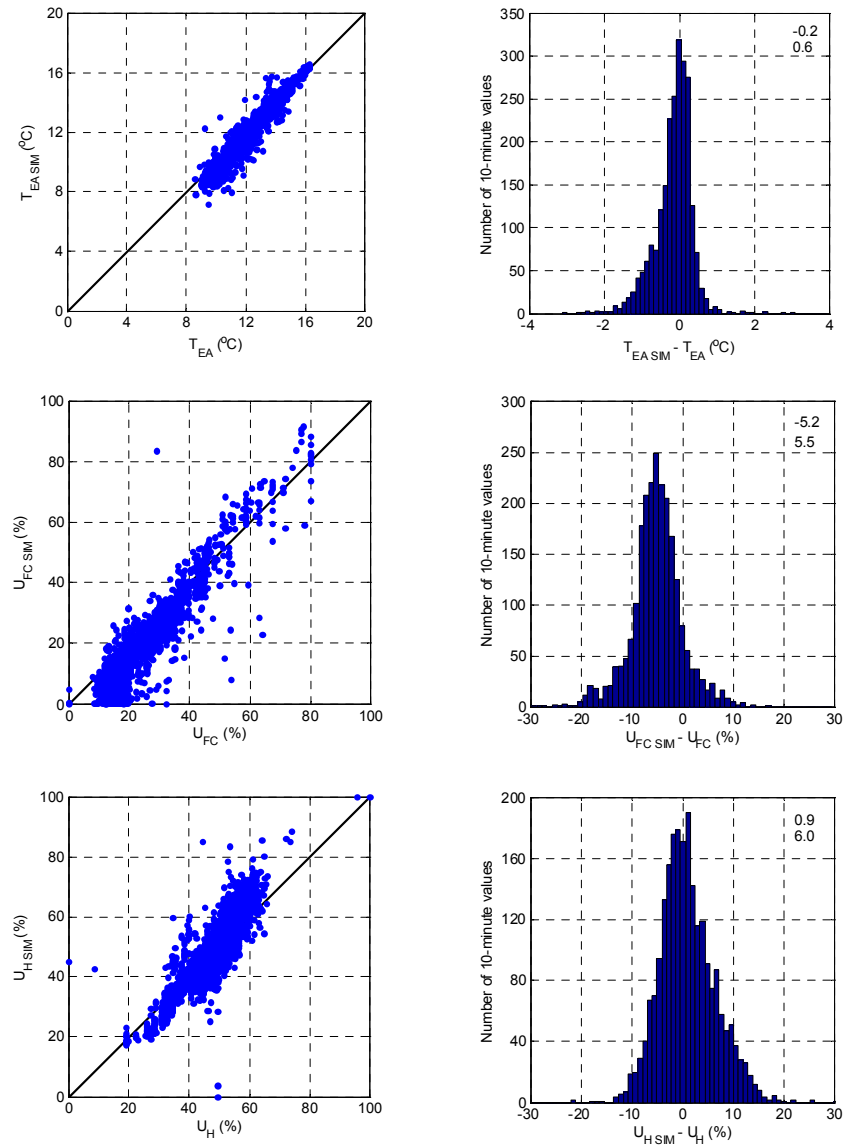 20
16
12
8
4
0
T_EA SIM (°C)
0 4 8 12 16 20
T_EA (°C)
350
300
250
200
150
100
50
0
Number of 10-minute values
-0.2
0.6
-4 -2 0 2 4
T_EA SIM - T_EA (°C)
100
80
60
40
20
0
U_FC SIM (%)
0 20 40 60 80 100
U_FC (%)
300
250
200
150
100
50
0
Number of 10-minute values
-5.2
5.5
-30 -20 -10 0 10 20 30
U_FC SIM - U_FC (%)
100
80
60
40
20
0
U_H SIM (%)
0 20 40 60 80 100
U_H (%)
200
160
120
80
40
0
Number of 10-minute values
0.9
6.0
-30 -20 -10 0 10 20 30
U_H SIM - U_H (%)